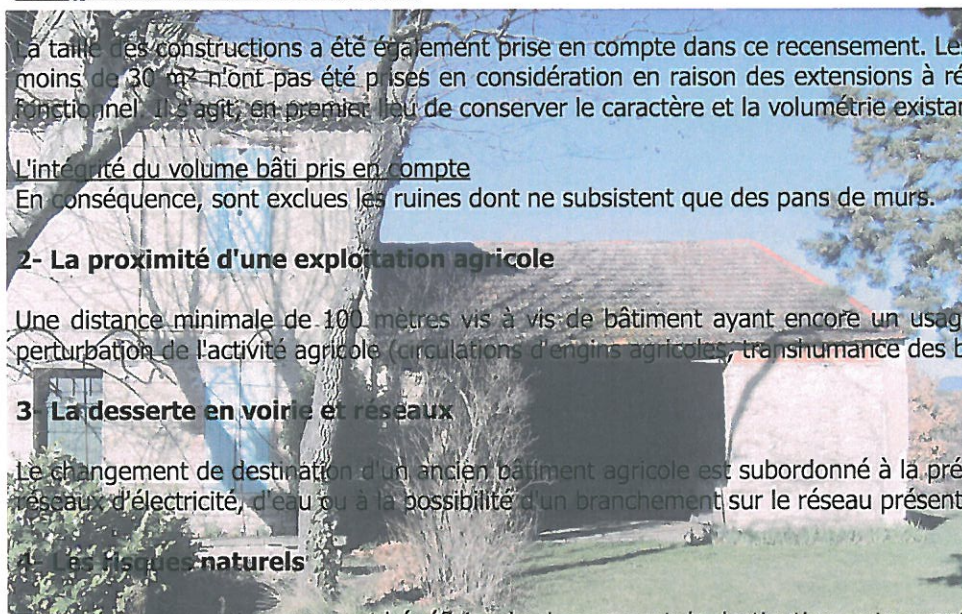 La taille des constructions a été également prise en compte dans ce recensement. Les
moins de 30 m² n'ont pas été prises en considération en raison des extensions à ré
fonctionnel. Il s'agit, en premier lieu de conserver le caractère et la volumétrie existan
L'intégrité du volume bâti pris en compte
En conséquence, sont exclues les ruines dont ne subsistent que des pans de murs.
2- La proximité d'une exploitation agricole
Une distance minimale de 100 mètres vis à vis de bâtiment ayant encore un usag
perturbation de l'activité agricole (circulations d'engins agricoles, transhumance des b
3- La desserte en voirie et réseaux
Le changement de destination d'un ancien bâtiment agricole est subordonné à la pré
réseaux d'électricité, d'eau ou à la possibilité d'un branchement sur le réseau présent
4- Les risques naturels